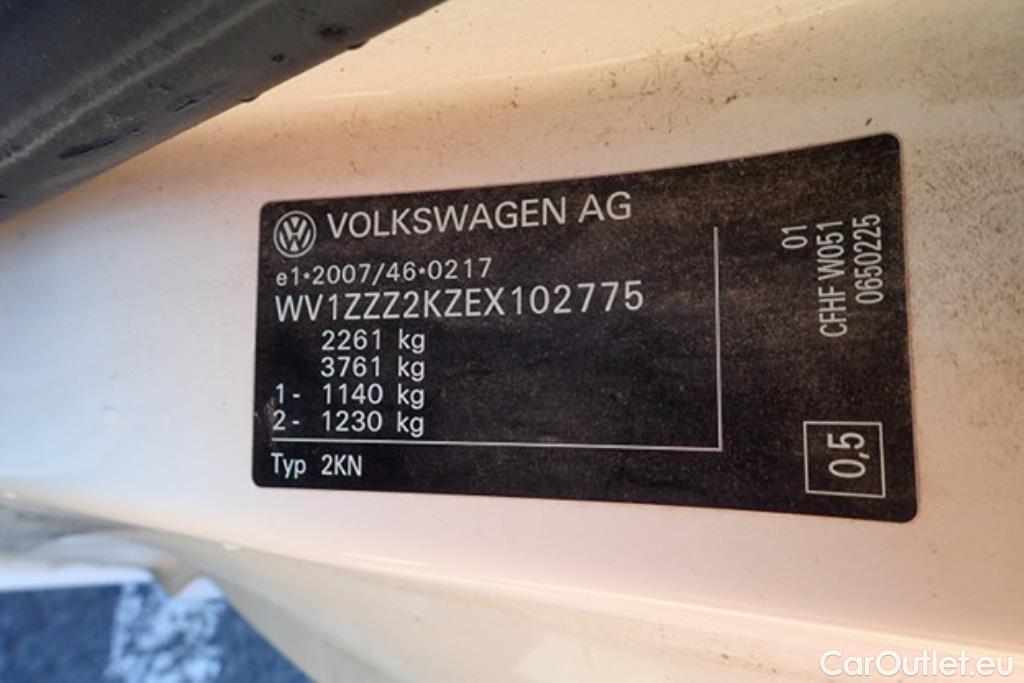 VOLKSWAGEN AG
e1*2007/46*0217
WV1ZZZ2KZEX102775
2261 kg
3761 kg
1- 1140 kg
2- 1230 kg
Typ 2KN
01
CFHF W051
0650225
0,5
CarOutlet.eu